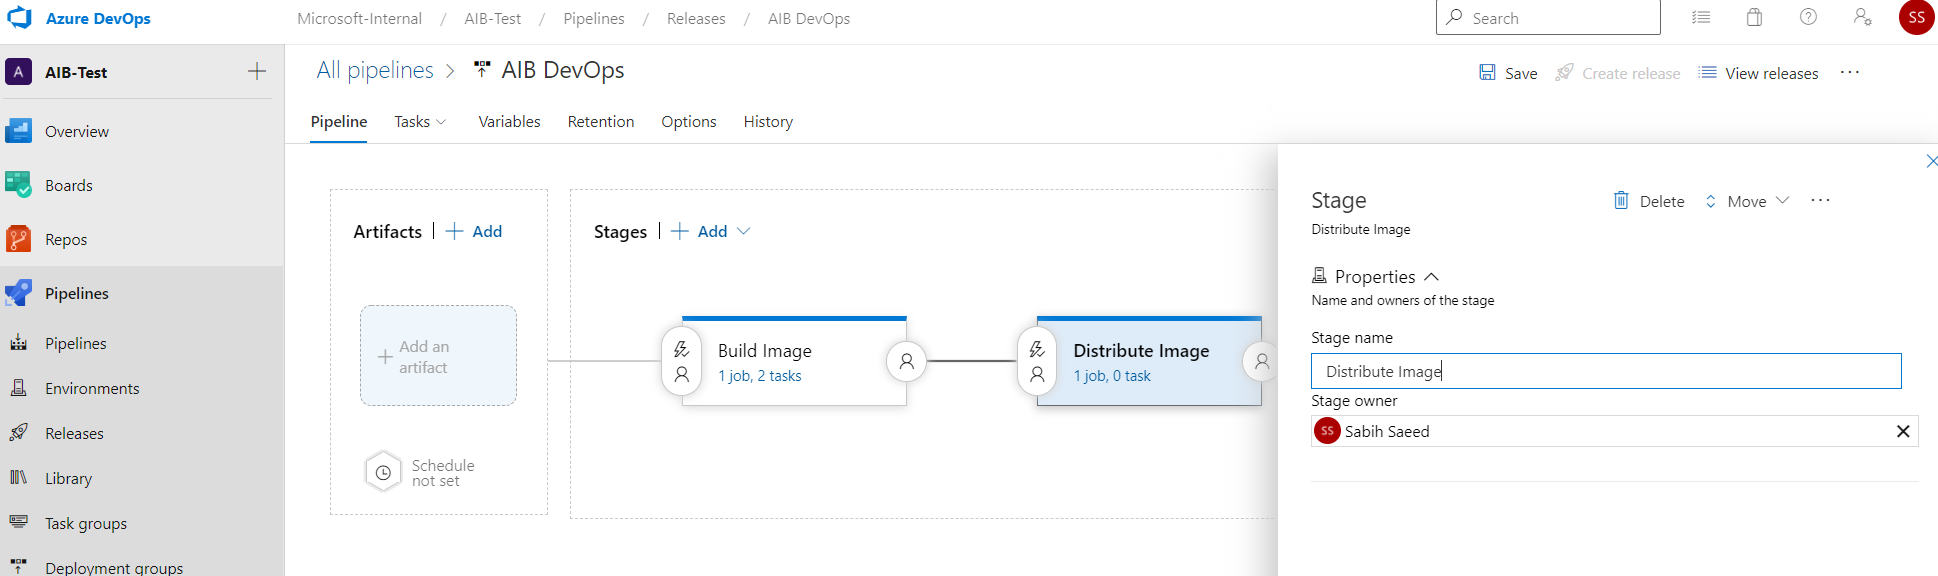 Azure DevOps
Microsoft-Internal / AIB-Test / Pipelines / Releases / AIB DevOps
Search
SS
A AIB-Test
Overview
Boards
Repos
Pipelines
Pipelines
Environments
Releases
Library
Task groups
Deployment groups
All pipelines > AIB DevOps
Save Create release View releases ...
Pipeline Tasks Variables Retention Options History
Artifacts | + Add
+ Add an
artifact
Schedule
not set
Stages | + Add
Build Image
1 job, 2 tasks
Distribute Image
1 job, 0 task
Stage
Delete Move ...
Distribute Image
Properties
Name and owners of the stage
Stage name
Distribute Image
Stage owner
SS Sabih Saeed